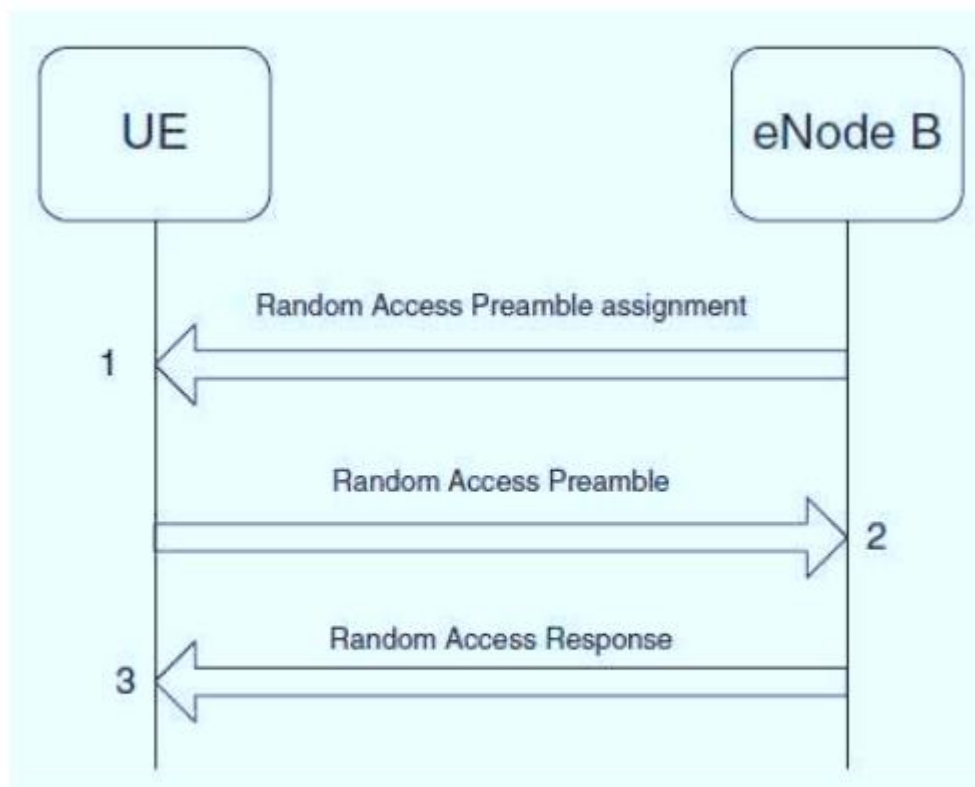 UE
eNode B
Random Access Preamble assignment
1
Random Access Preamble
2
Random Access Response
3